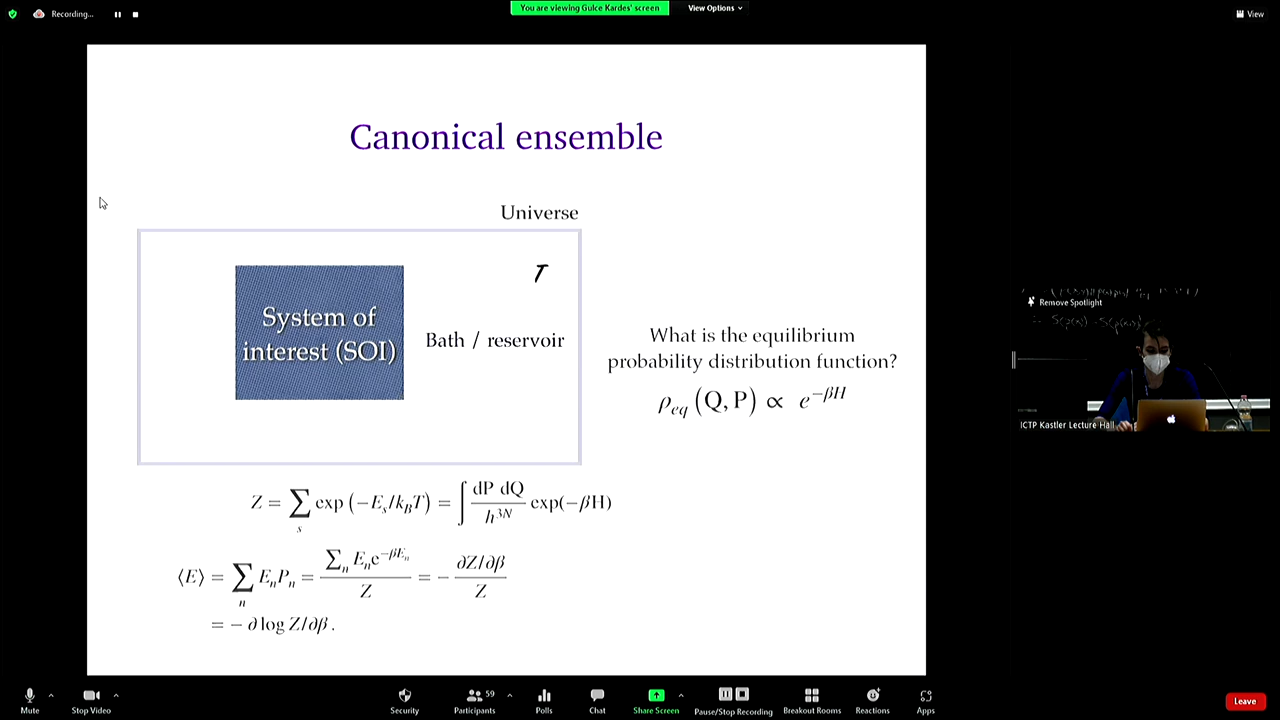 Recording...
You are viewing Gulce Kardes' screen
View Options
View
Canonical ensemble
Universe
T
System of
interest (SOI)
Bath / reservoir
What is the equilibrium
probability distribution function?
ρ_eq (Q, P) ∝ e^{−βH}
Z = ∑_s exp (−E_s/k_BT) = ∫ dP dQ / h^{3N} exp(−βH)
⟨E⟩ = ∑_n E_n P_n = ∑_n E_n e^{−βE_n} / Z = − ∂Z/∂β / Z
= − ∂ log Z/∂β .
Remove Spotlight
ICTP Kastler Lecture Hall
Mute
Stop Video
Security
59
Participants
Polls
Chat
Share Screen
Pause/Stop Recording
Breakout Rooms
Reactions
Apps
Leave